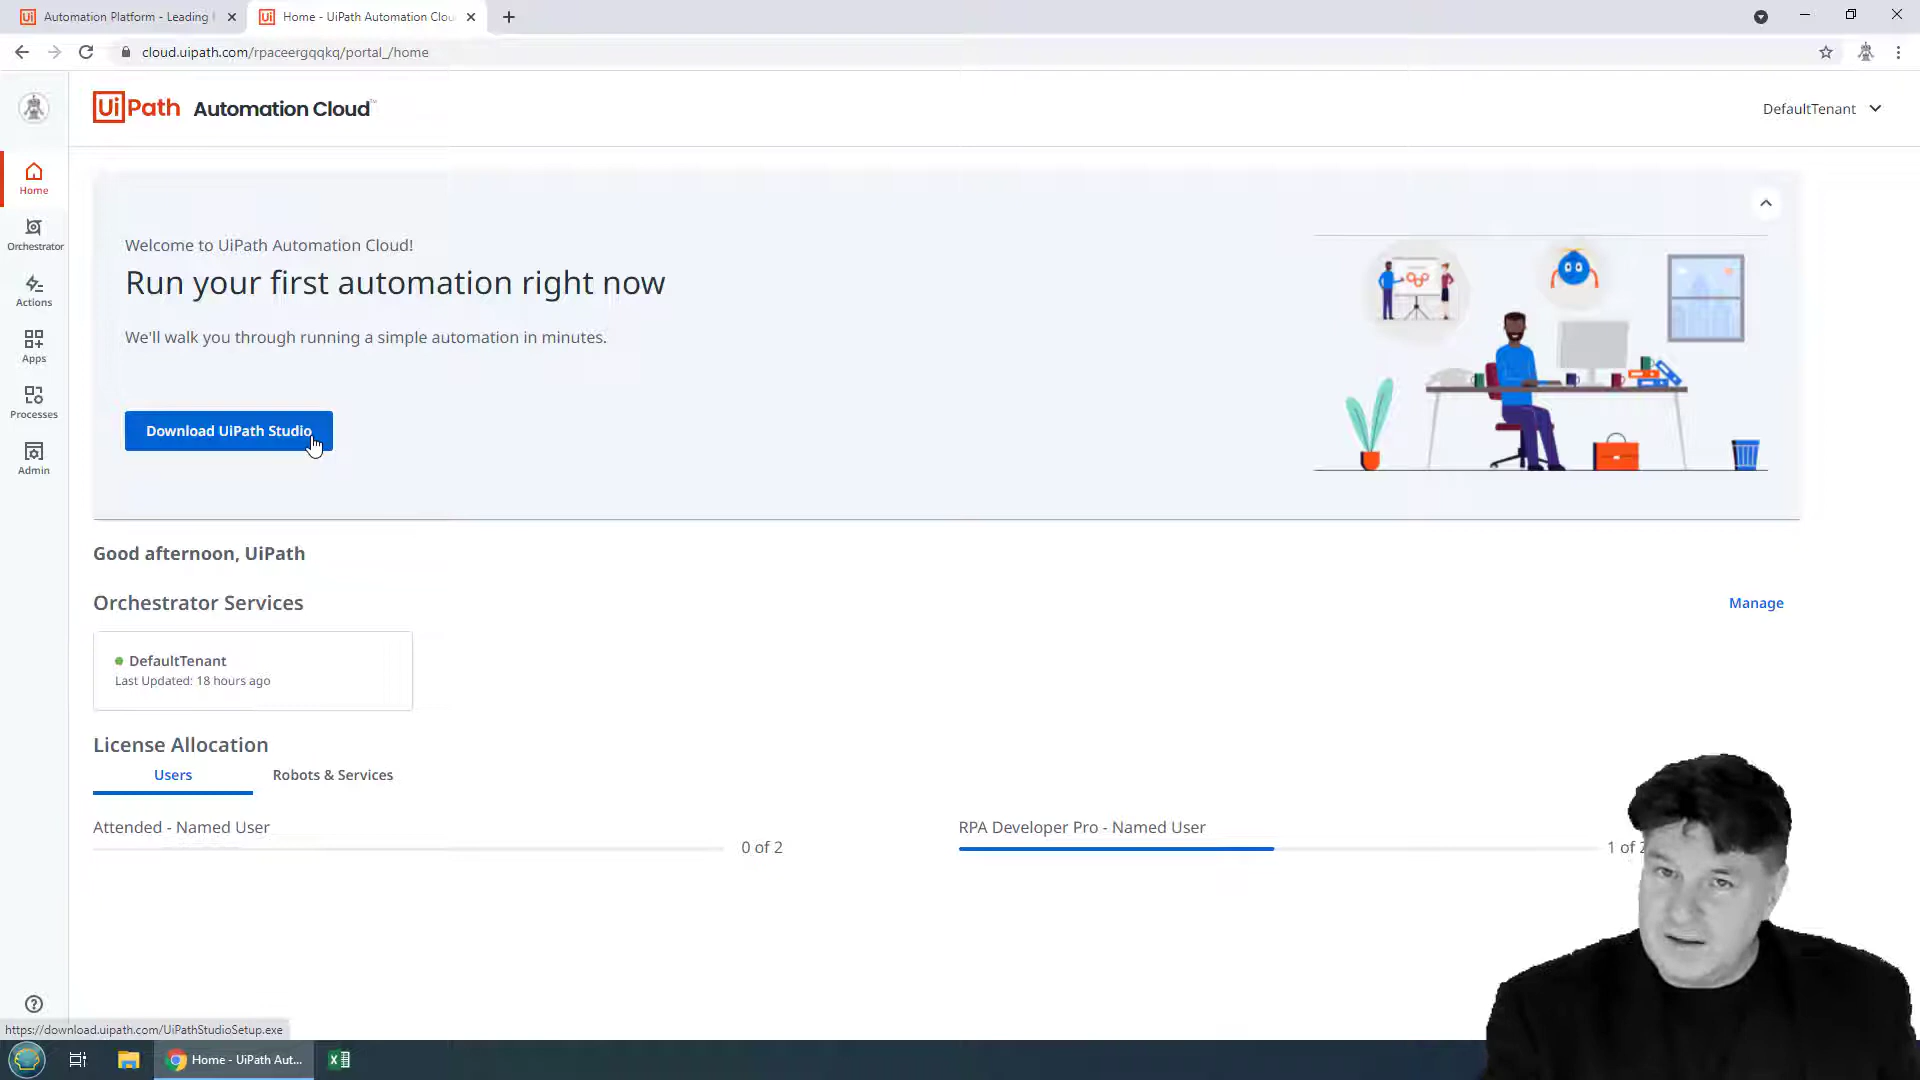 Automation Platform - Leading
Home - UiPath Automation Clou
cloud.uipath.com/rpaceergqqkq/portal_/home
UiPath Automation Cloud™
DefaultTenant
Home
Orchestrator
Actions
Apps
Processes
Admin
Welcome to UiPath Automation Cloud!
Run your first automation right now
We'll walk you through running a simple automation in minutes.
Download UiPath Studio
Good afternoon, UiPath
Orchestrator Services
Manage
DefaultTenant
Last Updated: 18 hours ago
License Allocation
Users
Robots & Services
Attended - Named User
0 of 2
RPA Developer Pro - Named User
1 of 2
https://download.uipath.com/UiPathStudioSetup.exe
Home - UiPath Aut...